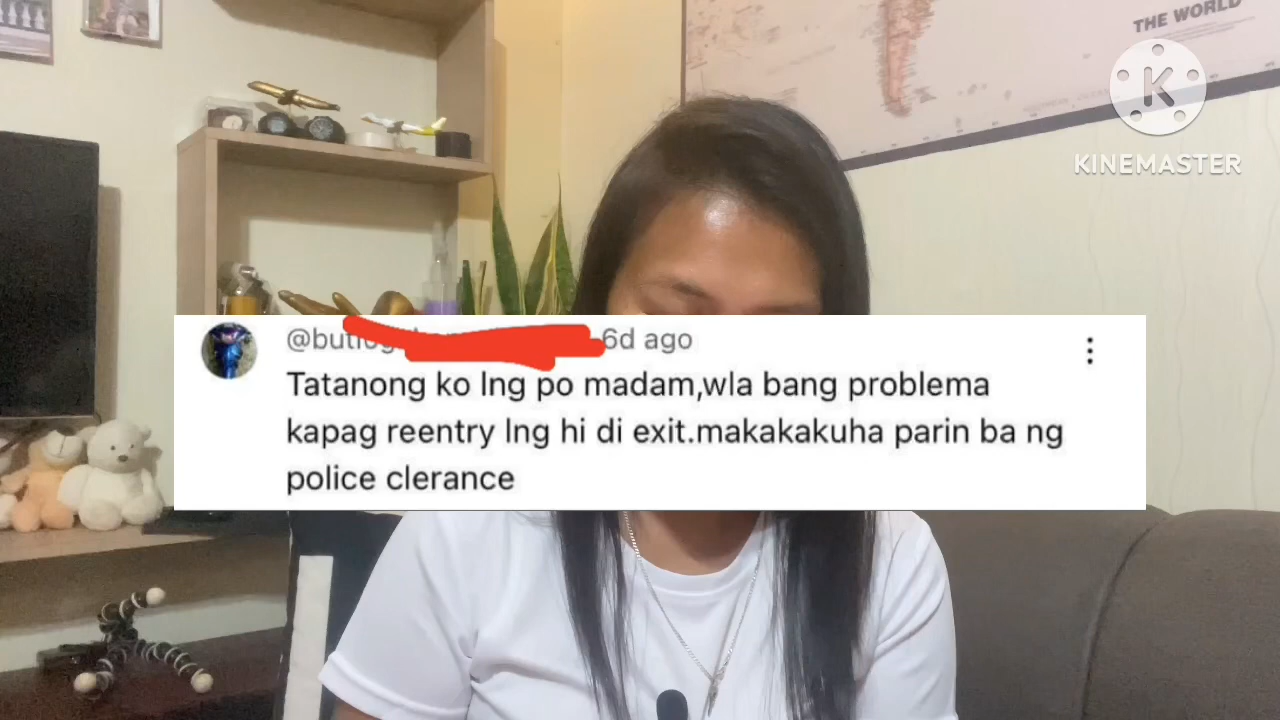 THE WORLD
K
KINEMASTER
6d ago
Tatanong ko lng po madam,wla bang problema
kapag reentry lng hi di exit.makakakuha parin ba ng
police clerance